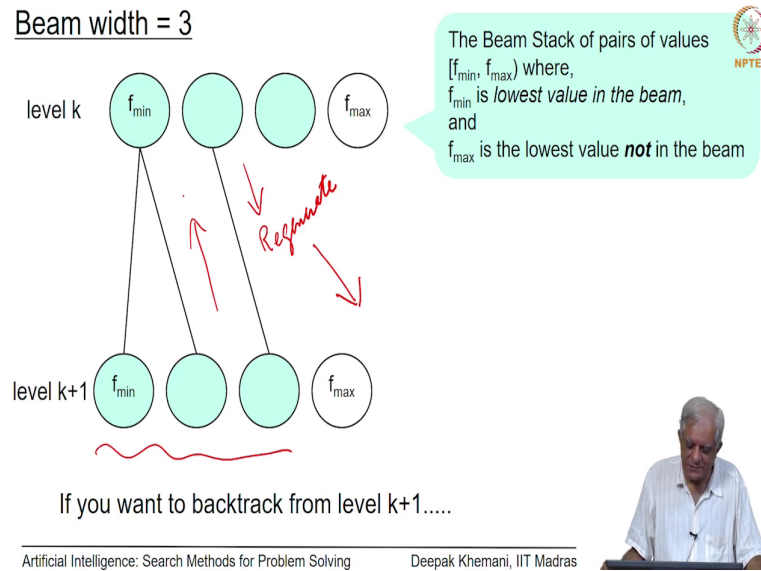 Beam width = 3
The Beam Stack of pairs of values
[fmin, fmax) where,
fmin is lowest value in the beam,
and
fmax is the lowest value not in the beam
NPTE
level k
fmin
fmax
Regenerate
level k+1
fmin
fmax
If you want to backtrack from level k+1.....
Artificial Intelligence: Search Methods for Problem Solving
Deepak Khemani, IIT Madras